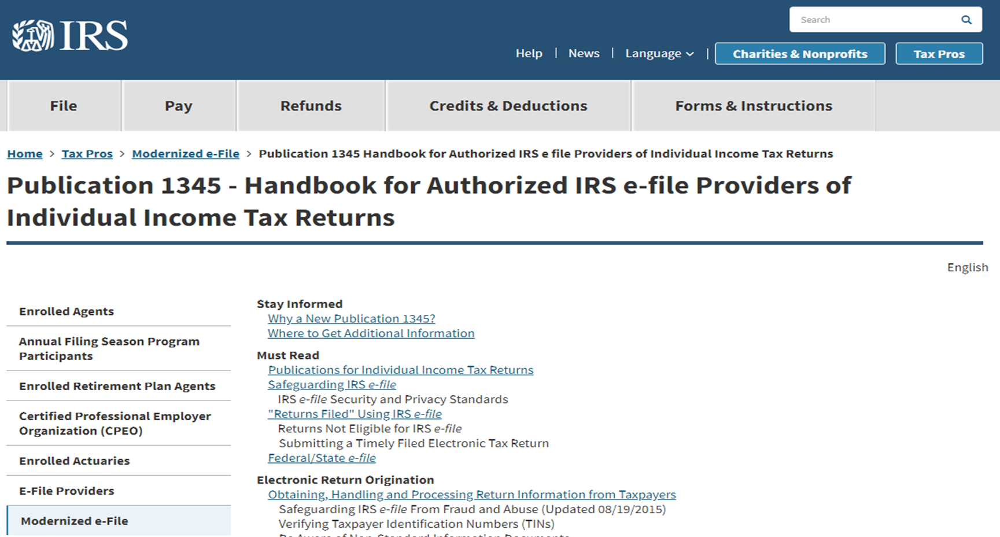 IRS
Search
Help | News | Language | Charities & Nonprofits Tax Pros
File Pay Refunds Credits & Deductions Forms & Instructions
Home > Tax Pros > Modernized e-File > Publication 1345 Handbook for Authorized IRS e file Providers of Individual Income Tax Returns
Publication 1345 - Handbook for Authorized IRS e-file Providers of
Individual Income Tax Returns
English
Enrolled Agents
Annual Filing Season Program
Participants
Enrolled Retirement Plan Agents
Certified Professional Employer
Organization (CPEO)
Enrolled Actuaries
E-File Providers
Modernized e-File
Stay Informed
Why a New Publication 1345?
Where to Get Additional Information
Must Read
Publications for Individual Income Tax Returns
Safeguarding IRS e-file
IRS e-file Security and Privacy Standards
"Returns Filed" Using IRS e-file
Returns Not Eligible for IRS e-file
Submitting a Timely Filed Electronic Tax Return
Federal/State e-file
Electronic Return Origination
Obtaining, Handling and Processing Return Information from Taxpayers
Safeguarding IRS e-file From Fraud and Abuse (Updated 08/19/2015)
Verifying Taxpayer Identification Numbers (TINs)
Be Aware of Non-Standard Information Documents